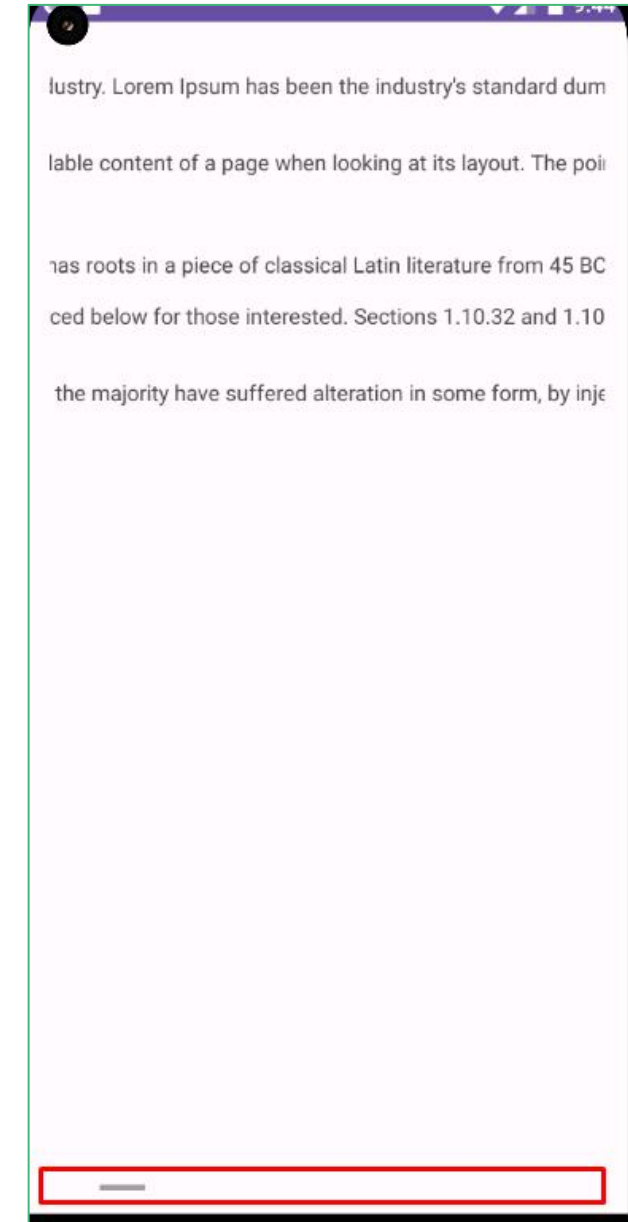 9:44
lustry. Lorem Ipsum has been the industry's standard dum
lable content of a page when looking at its layout. The poi
has roots in a piece of classical Latin literature from 45 BC
ced below for those interested. Sections 1.10.32 and 1.10
the majority have suffered alteration in some form, by inje